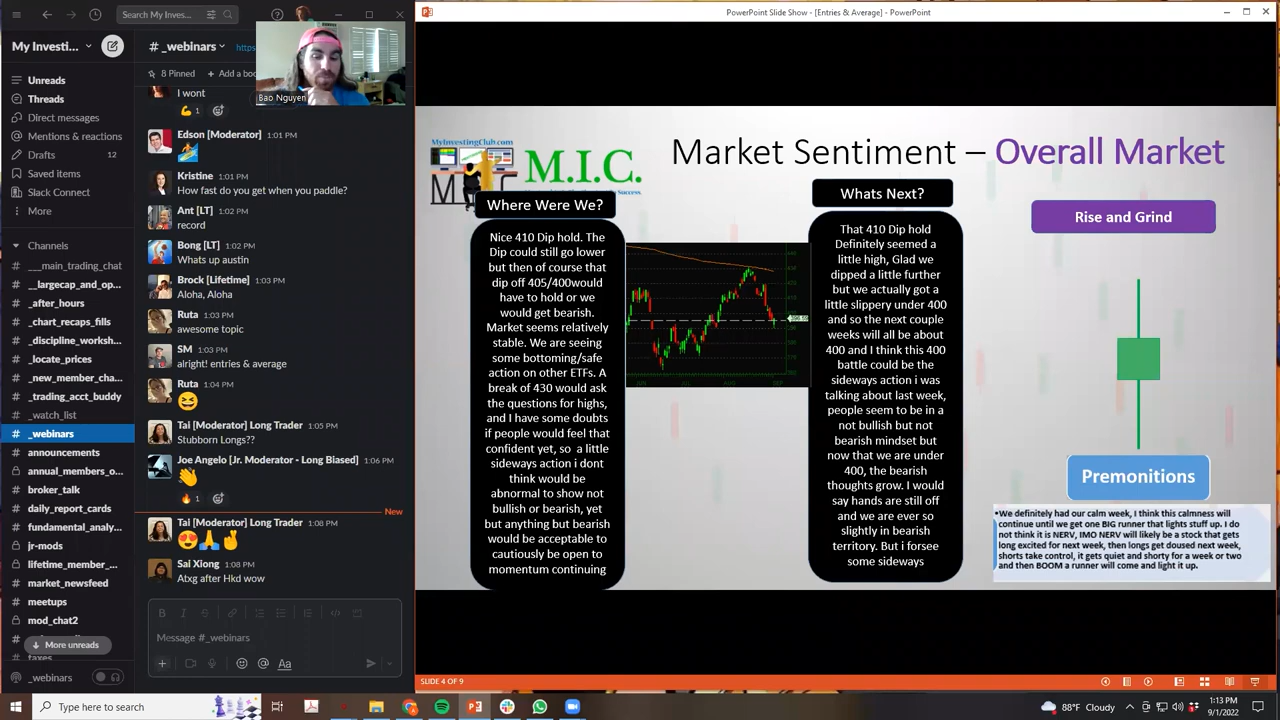 Search My Inves
PowerPoint Slide Show - [Entries & Average] - PowerPoint
MyInvesti...
Unreads
Threads
Direct messages
Mentions & reactions
Drafts
12
Saved items
Slack Connect
More
Channels
___main_trading_chat
_after_hours
_chart_recap_fills
_locate_prices
_new_member_cha...
_trading_acct_buddy
_watch_list
_webinars
announcements
annual_members_o...
broker_talk
daily_report_cards
fundamental_analy...
jr-mods
lifetime_member_...
market_newsfeed
meetups
mod_chat2
More unreads
taxes
_webinars
# _webinars
https
8 Pinned
Add a boo
Bao Nguyen
I wont
1
Edson [Moderator] 1:01 PM
Kristina 1:01 PM
How fast do you get when you paddle?
Ant [LT] 1:02 PM
record
Bong [LT] 1:02 PM
Whats up austin
Jesus [Lifetime] 1:03 PM
Aloha, Aloha
Ruta 1:03 PM
awesome topic
SM 1:03 PM
alright entries & average
Ruta 1:04 PM
Tai [Moderator] Long Trader 1:05 PM
Stubborn Longs??
Joe Angelo [Jr. Moderator - Long Biased] 1:06 PM
1
New
Tai [Moderator] Long Trader 1:08 PM
Sai Xiong 1:08 PM
Atxg after Hkd wow
Message #_webinars
MyInvestingClub.com
M.I.C.
Market Sentiment – Overall Market
Where Were We?
Nice 410 Dip hold. The
Dip could still go lower
but then of course that
dip off 405/400would
have to hold or we
would get bearish.
Market seems relatively
stable. We are seeing
some bottoming/safe
action on other ETFs. A
break of 430 would ask
the questions for highs,
and I have some doubts
if people would feel that
confident yet, so a little
sideways action i dont
think would be
abnormal to show not
bullish or bearish, yet
but anything but bearish
would be acceptable to
cautiously be open to
momentum continuing
Whats Next?
That 410 Dip hold
Definitely seemed a
little high, Glad we
dipped a little further
but we actually got a
little slippery under 400
and so the next couple
weeks will all be about
400 and I think this 400
battle could be the
sideways action i was
talking about last week,
people seem to be in a
not bullish but not
bearish mindset but
now that we are under
400, the bearish
thoughts grow. I would
say hands are still off
and we are ever so
slightly in bearish
territory. But i forsee
some sideways
Rise and Grind
Premonitions
•We definitely had our calm week, I think this calmness will
continue until we get one BIG runner that lights stuff up. I do
not think it is NERV, IMO NERV will likely be a stock that gets
long excited for next week, then longs get doused next week,
shorts take control, it gets quiet and shorty for a week or two
and then BOOM a runner will come and light it up.
SLIDE 4 OF 9
Type here to search
88°F Cloudy
1:13 PM
9/1/2022